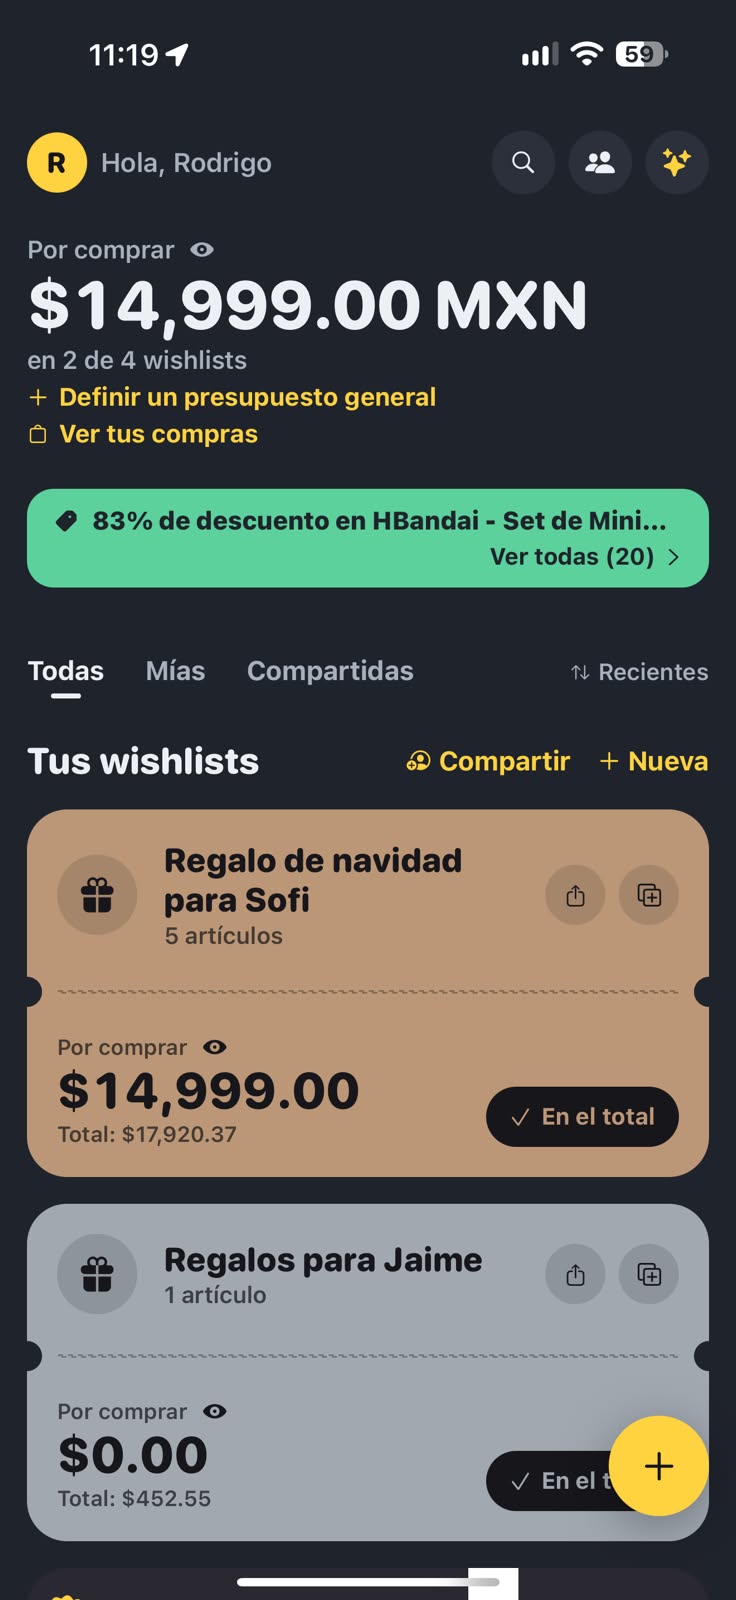 11:19
59
R
Hola, Rodrigo
Por comprar
$14,999.00 MXN
en 2 de 4 wishlists
+ Definir un presupuesto general
Ver tus compras
83% de descuento en HBandai - Set de Mini...
Ver todas (20) >
Todas
Mías
Compartidas
Recientes
Tus wishlists
Compartir
+ Nueva
Regalo de navidad
para Sofi
5 artículos
Por comprar
$14,999.00
Total: $17,920.37
✓ En el total
Regalos para Jaime
1 artículo
Por comprar
$0.00
Total: $452.55
✓ En el t
+